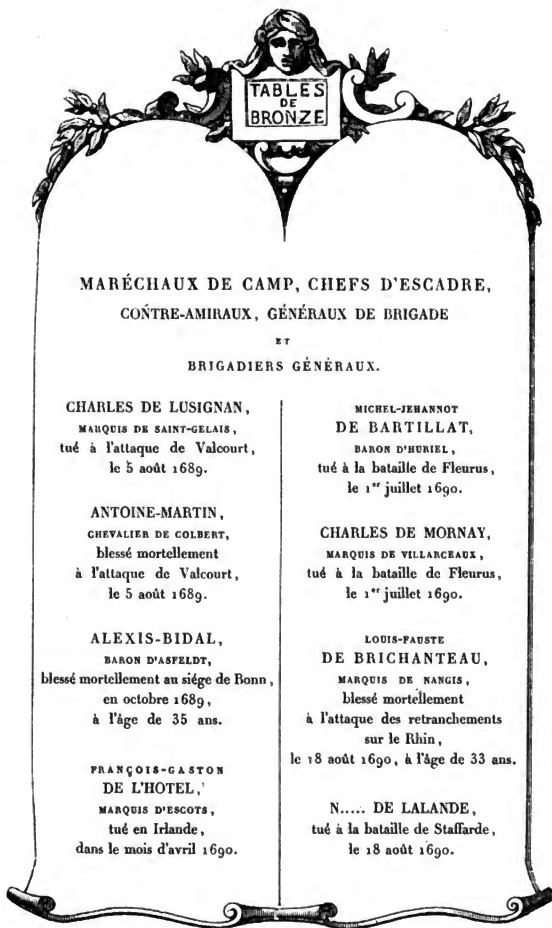 TABLES
DE
BRONZE
MARÉCHAUX DE CAMP, CHEFS D'ESCADRE,
CONTRE-AMIRAUX, GÉNÉRAUX DE BRIGADE
ET
BRIGADIERS GÉNÉRAUX.
CHARLES DE LUSIGNAN,
MARQUIS DE SAINT-GELAIS,
tué à l'attaque de Valcourt,
le 5 août 1689.
ANTOINE-MARTIN,
CHEVALIER DE COLBERT,
blessé mortellement
à l'attaque de Valcourt,
le 5 août 1689.
ALEXIS-BIDAL,
BARON D'ASFELDT,
blessé mortellement au siége de Bonn,
en octobre 1689,
à l'âge de 35 ans.
FRANÇOIS-GASTON
DE L'HOTEL,
MARQUIS D'ESCOTS,
tué en Irlande,
dans le mois d'avril 1690.
MICHEL-JEHANNOT
DE BARTILLAT,
BARON D'HURIEL,
tué à la bataille de Fleurus,
le 1er juillet 1690.
CHARLES DE MORNAY,
MARQUIS DE VILLARCEAUX,
tué à la bataille de Fleurus,
le 1er juillet 1690.
LOUIS-FAUSTE
DE BRICHANTEAU,
MARQUIS DE NANGIS,
blessé mortellement
à l'attaque des retranchements
sur le Rhin,
le 18 août 1690, à l'âge de 33 ans.
N..... DE LALANDE,
tué à la bataille de Staffarde,
le 18 août 1690.